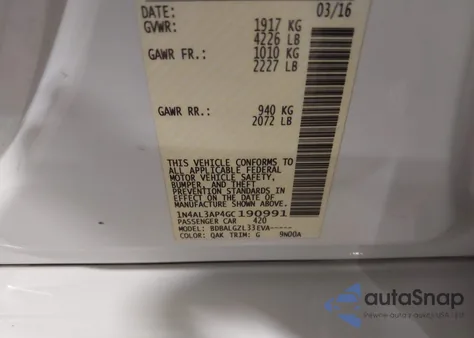 DATE: 03/16
GVWR: 1917 KG
4226 LB
GAWR FR.: 1010 KG
2227 LB
GAWR RR.: 940 KG
2072 LB
THIS VEHICLE CONFORMS TO
ALL APPLICABLE FEDERAL
MOTOR VEHICLE SAFETY,
BUMPER, AND THEFT
PREVENTION STANDARDS IN
EFFECT ON THE DATE OF
MANUFACTURE SHOWN ABOVE.
1N4AL3AP4GC190991
PASSENGER CAR 420
MODEL: BDBALGZL33EVA-----
COLOR: QAK TRIM: G 9N00A
autoSnap